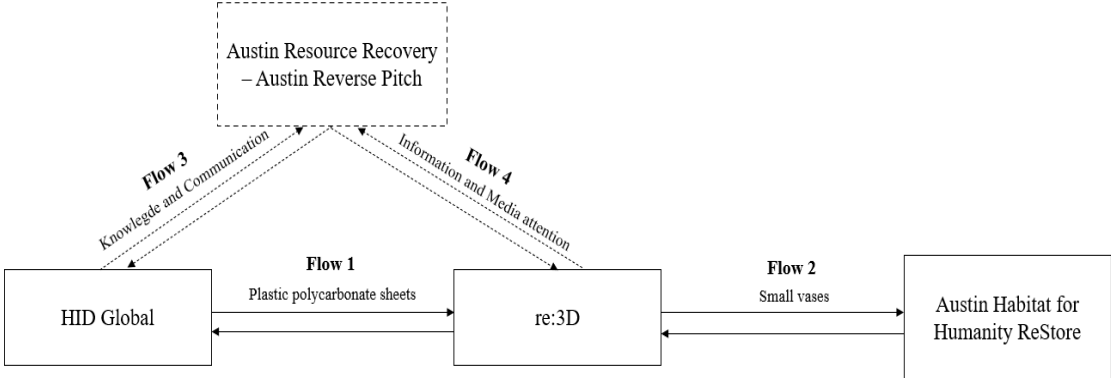 Austin Resource Recovery
– Austin Reverse Pitch
Flow 3
Knowlegde and Communication
Flow 4
Information and Media attention
HID Global
Flow 1
Plastic polycarbonate sheets
re:3D
Flow 2
Small vases
Austin Habitat for
Humanity ReStore